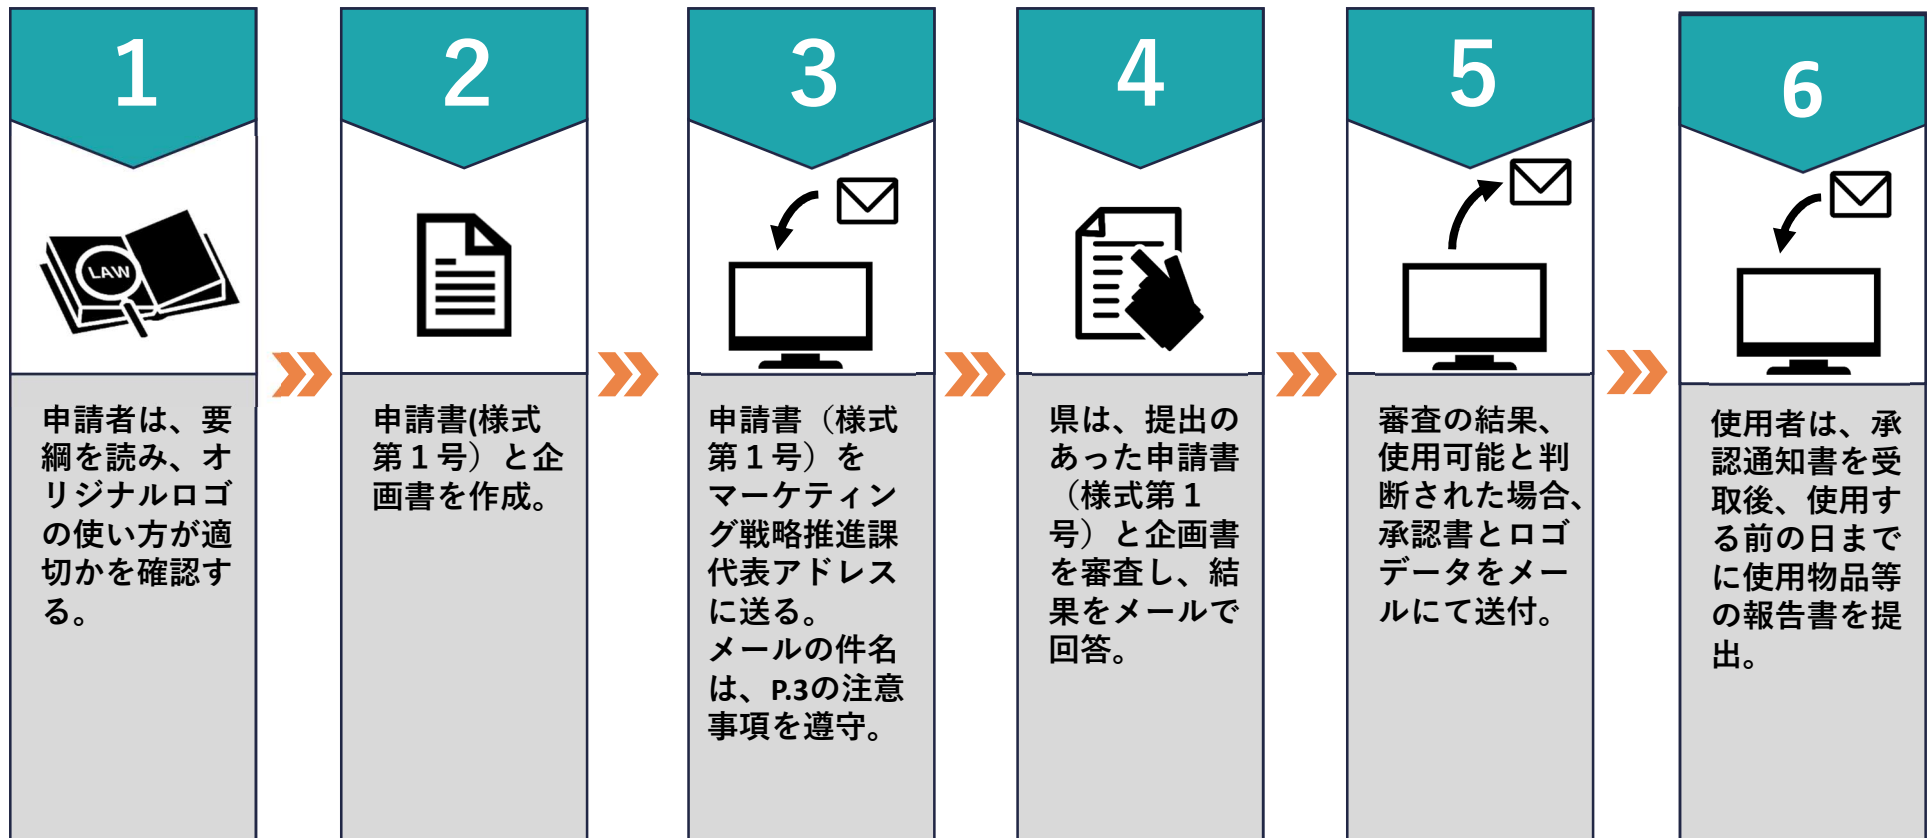 1
LAW
申請者は、要
綱を読み、オ
リジナルロゴ
の使い方が適
切かを確認す
る。
2
申請書(様式
第１号）と企
画書を作成。
3
申請書（様式
第１号）を
マーケティン
グ戦略推進課
代表アドレス
に送る。
メールの件名
は、P.3の注意
事項を遵守。
4
県は、提出の
あった申請書
（様式第１
号）と企画書
を審査し、結
果をメールで
回答。
5
審査の結果、
使用可能と判
断された場合、
承認書とロゴ
データをメー
ルにて送付。
6
使用者は、承
認通知書を受
取後、使用す
る前の日まで
に使用物品等
の報告書を提
出。